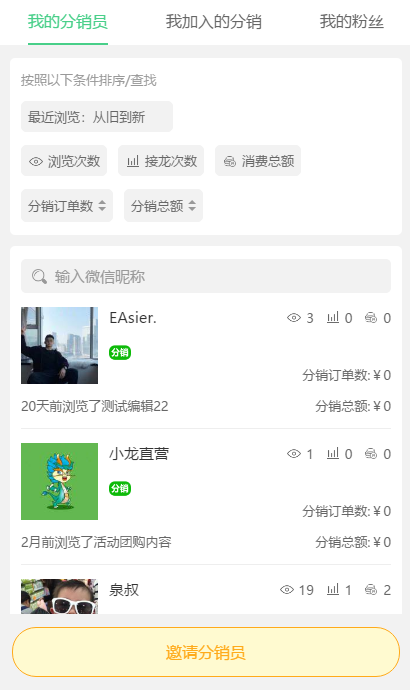 我的分销员 我加入的分销 我的粉丝
按照以下条件排序/查找
最近浏览：从旧到新
浏览次数 接龙次数 消费总额
分销订单数 分销总额
输入微信昵称
EAsier. 3 0 0
分销
分销订单数:￥0
20天前浏览了测试编辑22 分销总额:￥0
小龙直营 1 0 0
分销
分销订单数:￥0
2月前浏览了活动团购内容 分销总额:￥0
泉叔 19 1 2
邀请分销员